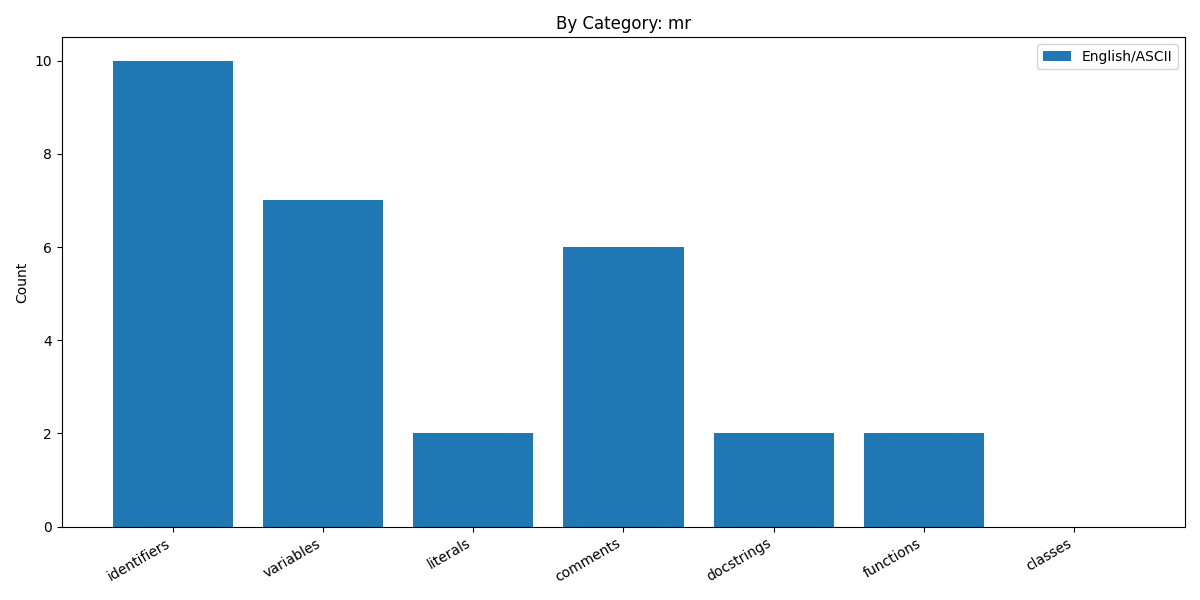 By Category: mr
English/ASCII
Count
10
8
6
4
2
0
identifiers
variables
literals
comments
docstrings
functions
classes